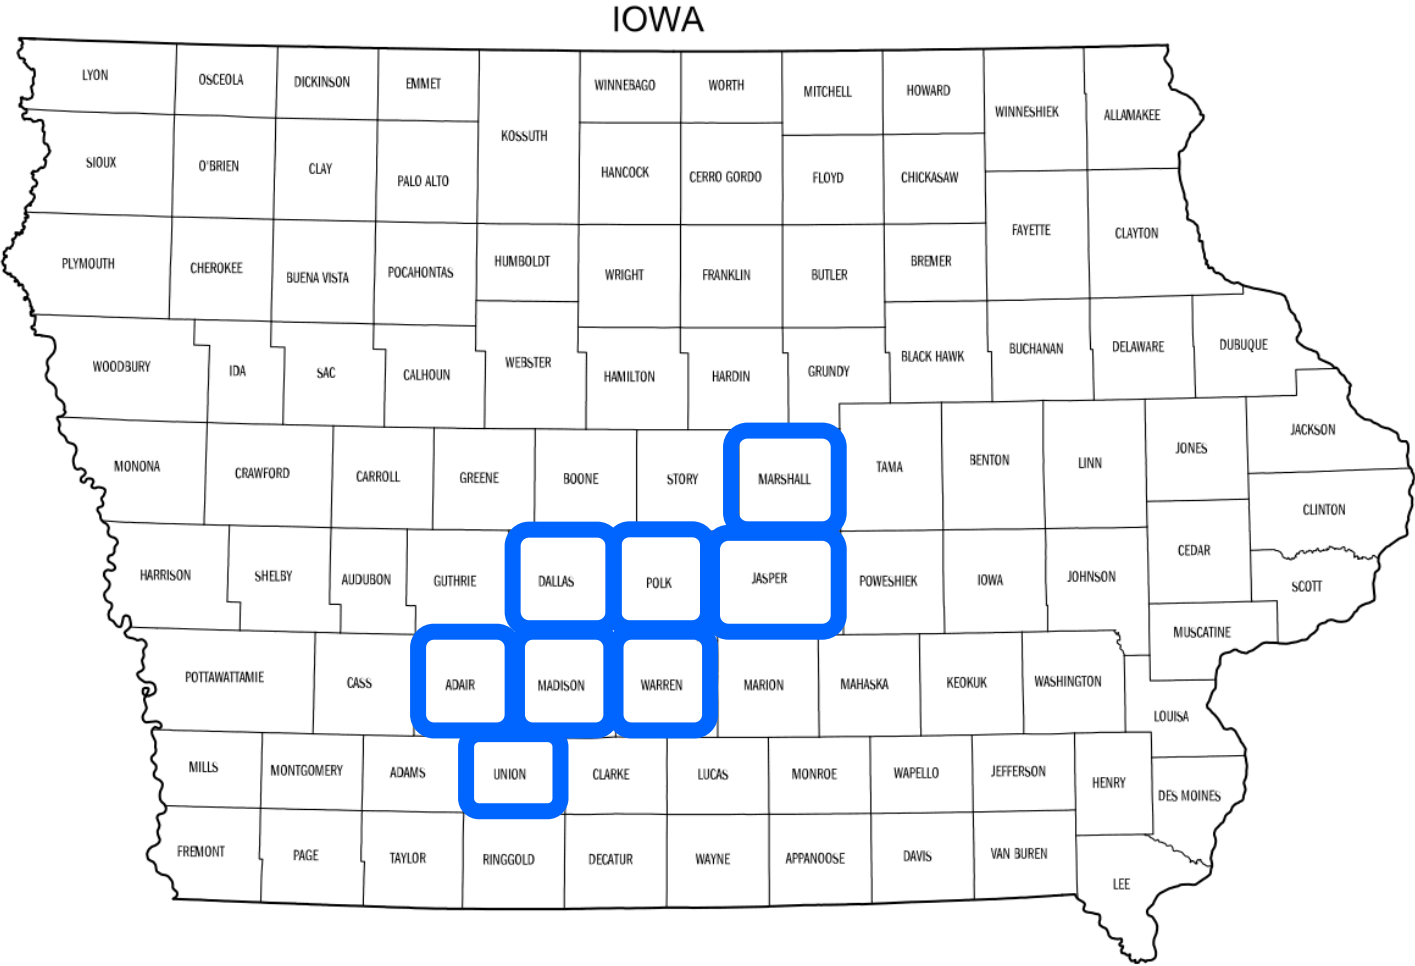 IOWA
LYON
OSCEOLA
DICKINSON
EMMET
KOSSUTH
WINNEBAGO
WORTH
MITCHELL
HOWARD
WINNESHIEK
ALLAMAKEE
SIOUX
O'BRIEN
CLAY
PALO ALTO
HANCOCK
CERRO GORDO
FLOYD
CHICKASAW
FAYETTE
CLAYTON
PLYMOUTH
CHEROKEE
BUENA VISTA
POCAHONTAS
HUMBOLDT
WRIGHT
FRANKLIN
BUTLER
BREMER
WOODBURY
IDA
SAC
CALHOUN
WEBSTER
HAMILTON
HARDIN
GRUNDY
BLACK HAWK
BUCHANAN
DELAWARE
DUBUQUE
MONONA
CRAWFORD
CARROLL
GREENE
BOONE
STORY
MARSHALL
TAMA
BENTON
LINN
JONES
JACKSON
CLINTON
HARRISON
SHELBY
AUDUBON
GUTHRIE
DALLAS
POLK
JASPER
POWESHIEK
IOWA
JOHNSON
CEDAR
SCOTT
MUSCATINE
POTTAWATTAMIE
CASS
ADAIR
MADISON
WARREN
MARION
MAHASKA
KEOKUK
WASHINGTON
LOUISA
MILLS
MONTGOMERY
ADAMS
UNION
CLARKE
LUCAS
MONROE
WAPELLO
JEFFERSON
HENRY
DES MOINES
FREMONT
PAGE
TAYLOR
RINGGOLD
DECATUR
WAYNE
APPANOOSE
DAVIS
VAN BUREN
LEE